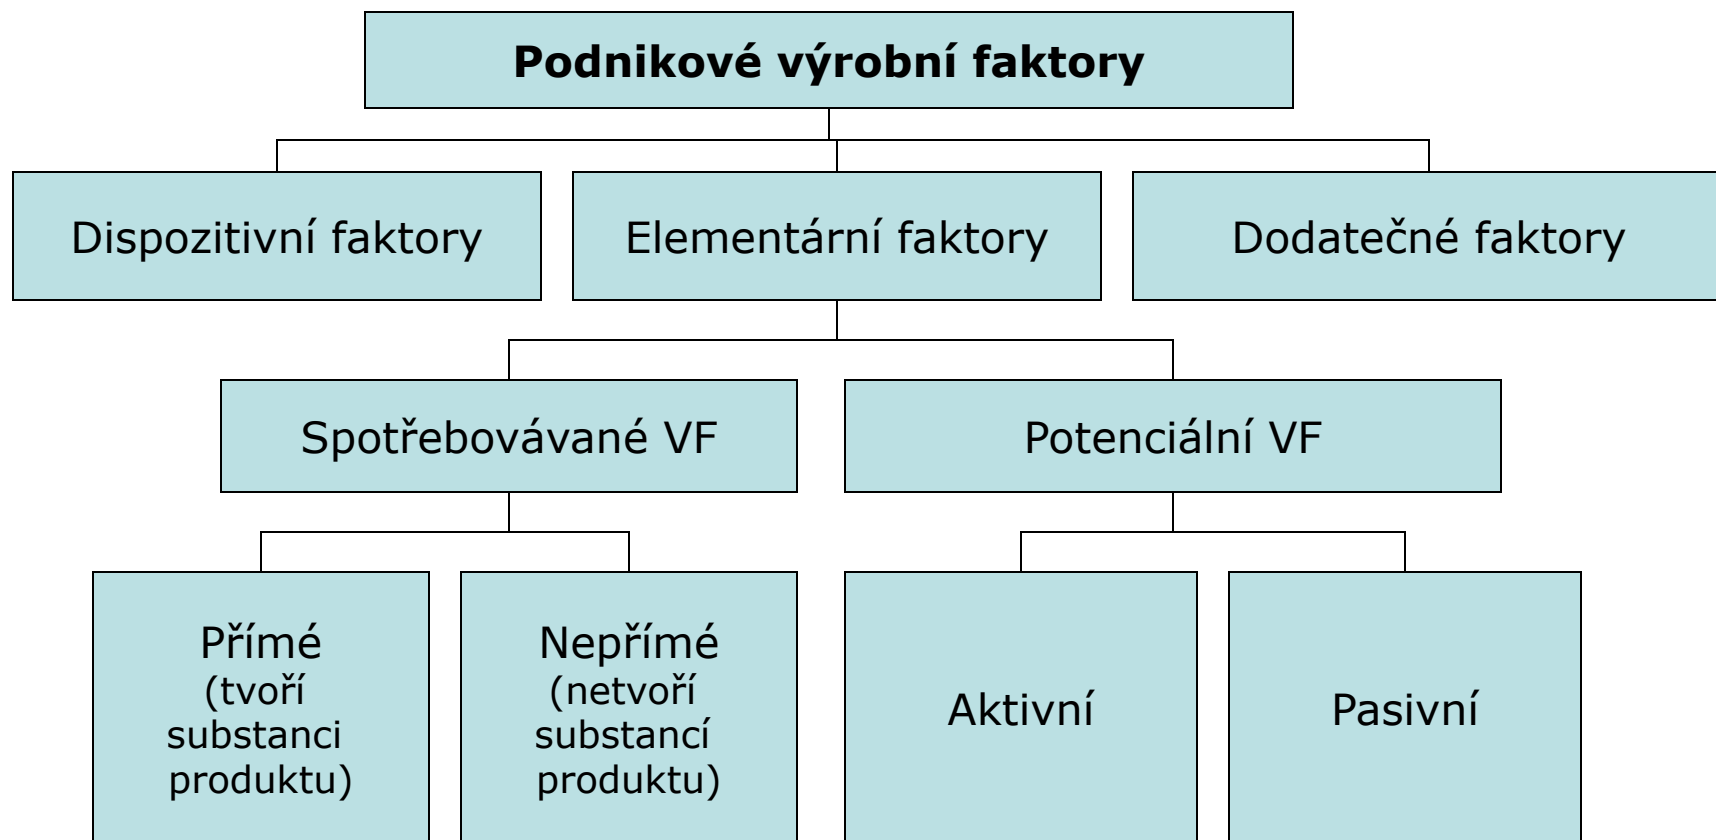 Podnikové výrobní faktory
Dispozitivní faktory
Elementární faktory
Dodatečné faktory
Spotřebovávané VF
Potenciální VF
Přímé
(tvoří
substanci
produktu)
Nepřímé
(netvoří
substancí
produktu)
Aktivní
Pasivní